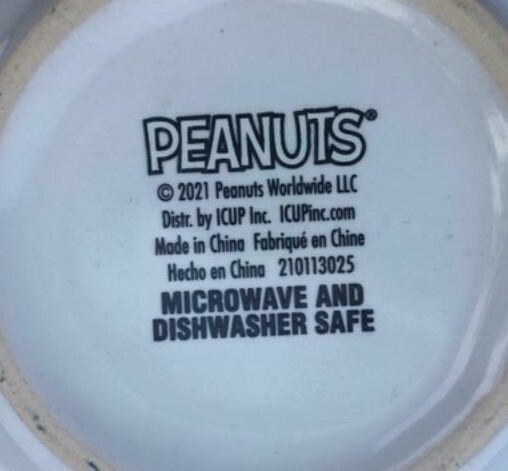 PEANUTS®
© 2021 Peanuts Worldwide LLC
Distr. by ICUP Inc. ICUPinc.com
Made in China Fabriqué en Chine
Hecho en China 210113025
MICROWAVE AND
DISHWASHER SAFE